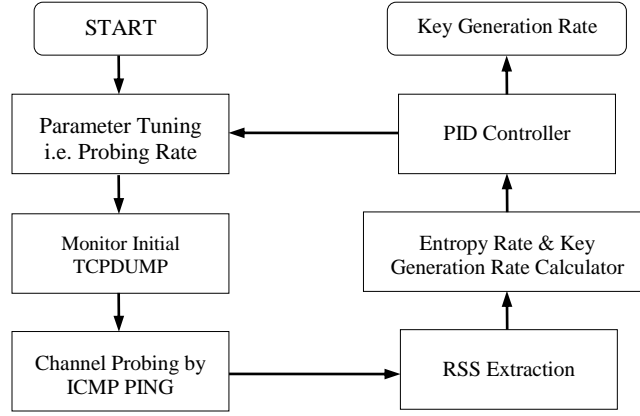 START
Key Generation Rate
Parameter Tuning
i.e. Probing Rate
PID Controller
Monitor Initial
TCPDUMP
Entropy Rate & Key
Generation Rate Calculator
Channel Probing by
ICMP PING
RSS Extraction